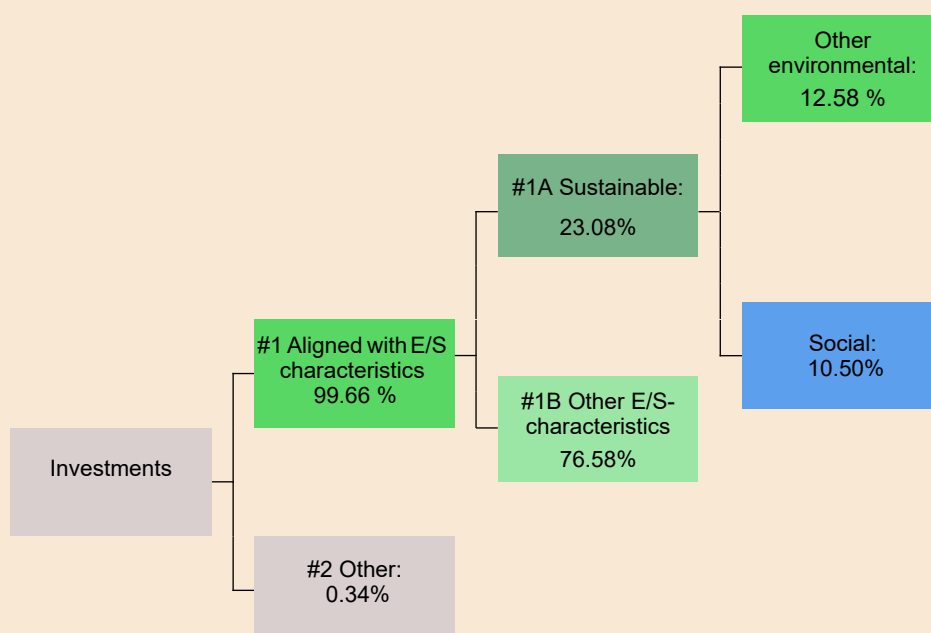 Investments
#1 Aligned with E/S
characteristics
99.66 %
#2 Other:
0.34%
#1A Sustainable:
23.08%
#1B Other E/S-
characteristics
76.58%
Other
environmental:
12.58 %
Social:
10.50%